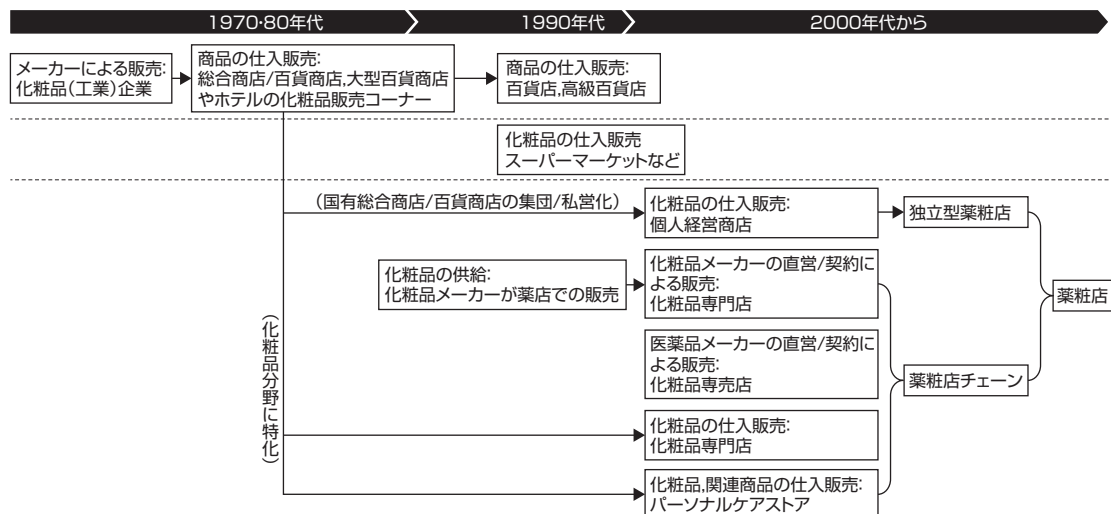 1970・80年代
1990年代
2000年代から
メーカーによる販売:
化粧品(工業)企業
商品の仕入販売:
総合商店/百貨商店,大型百貨商店
やホテルの化粧品販売コーナー
商品の仕入販売:
百貨店,高級百貨店
化粧品の仕入販売
スーパーマーケットなど
(国有総合商店/百貨商店の集団/私営化)
化粧品の仕入販売:
個人経営商店
独立型薬粧店
化粧品の供給:
化粧品メーカーが薬店での販売
化粧品メーカーの直営/契約に
よる販売:
化粧品専門店
薬粧店
(化粧品分野に特化)
医薬品メーカーの直営/契約に
よる販売:
化粧品専売店
薬粧店チェーン
化粧品の仕入販売:
化粧品専門店
化粧品,関連商品の仕入販売:
パーソナルケアストア